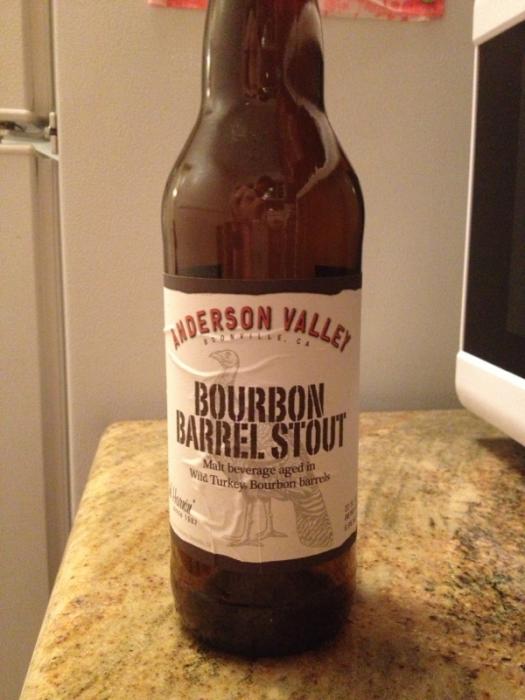 ANDERSON VALLEY
BOONVILLE, CA
BOURBON
BARREL STOUT
Malt beverage aged in
Wild Turkey Bourbon barrels